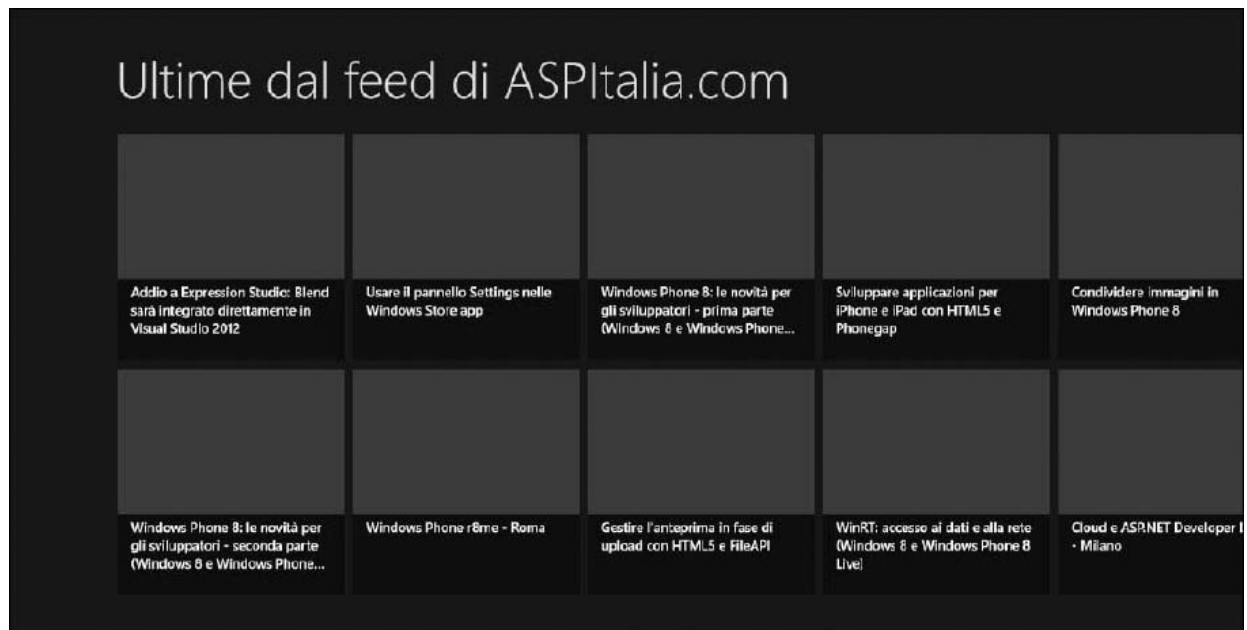 Ultime dal feed di ASPItalia.com
Addio a Expression Studio: Blend
sarà integrato direttamente in
Visual Studio 2012
Usare il pannello Settings nelle
Windows Store app
Windows Phone 8: le novità per
gli sviluppatori - prima parte
(Windows 8 e Windows Phone...
Sviluppare applicazioni per
iPhone e iPad con HTML5 e
Phonegap
Condividere immagini in
Windows Phone 8
Windows Phone 8: le novità per
gli sviluppatori - seconda parte
(Windows 8 e Windows Phone...
Windows Phone r8me - Roma
Gestire l'anteprima in fase di
upload con HTML5 e FileAPI
WinRT: accesso ai dati e alla rete
(Windows 8 e Windows Phone 8
Live)
Cloud e ASP.NET Developer
- Milano